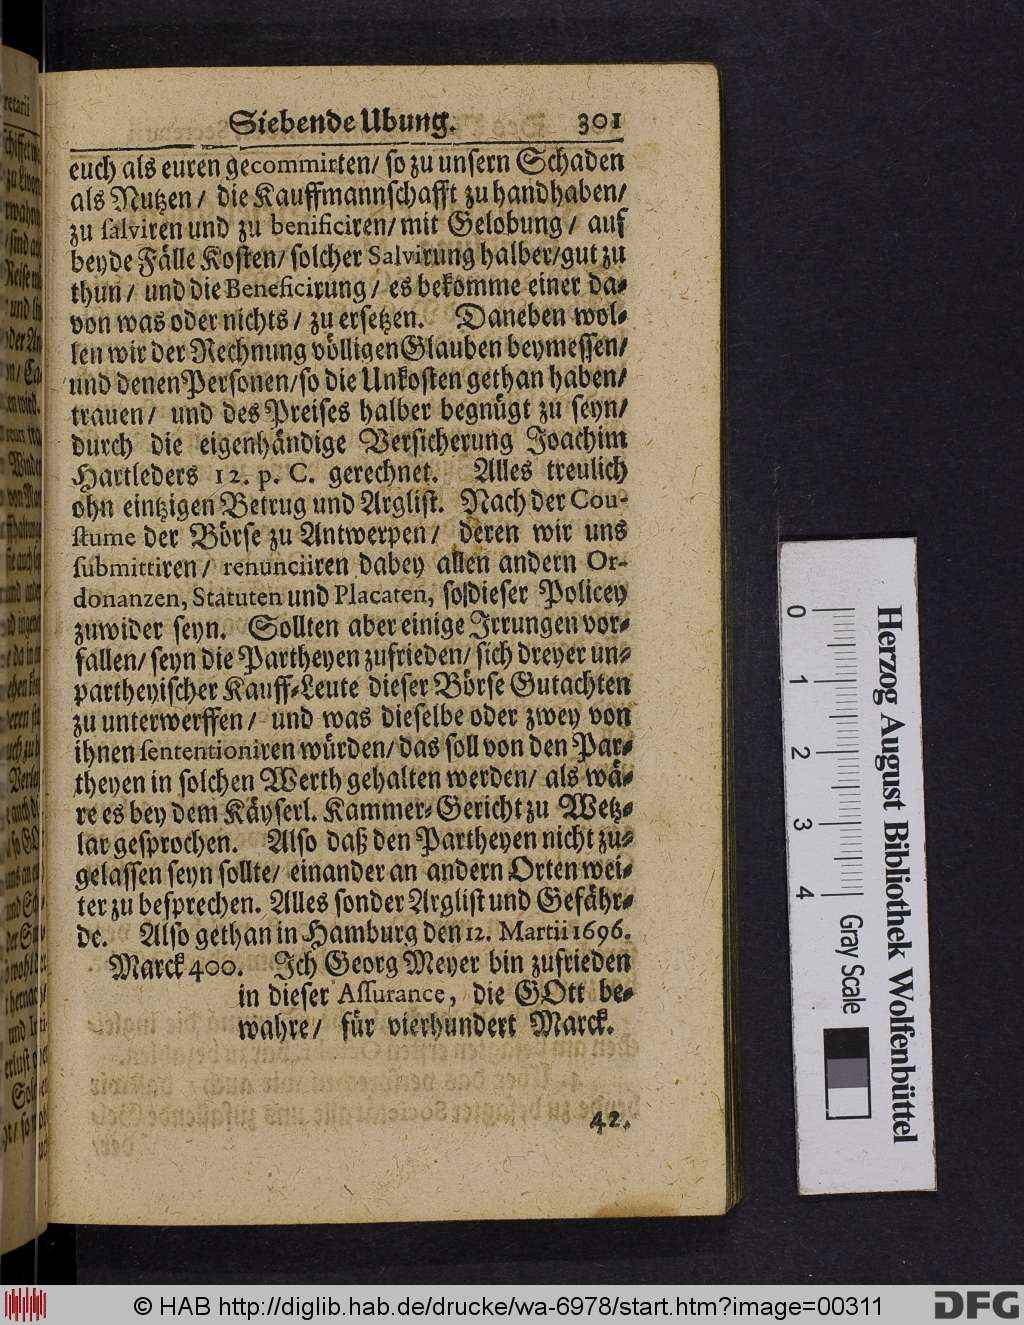 Siebende Ubung. 301
euch als euren gecommirten/ so zu unsern Schaden
als Nutzen / die Kauffmannschafft zu handhaben/
zu salviren und zu benificiren/ mit Gelobung / auf
beyde Fälle Kosten/ solcher Salvirung halber/gut zu
thun/ und die Beneficirung/ es bekomme einer da-
von was oder nichts/ zu ersetzen. Daneben wol-
len wir der Rechnung völligen Glauben beymessen/
und denen Personen/so die Unkosten gethan haben/
trauen/ und des Preises halber begnügt zu seyn/
durch die eigenhändige Versicherung Joachim
Hartleders 12. p. C. gerechnet. Alles treulich
ohn eintzigen Betrug und Arglist. Nach der Cou-
stume der Börse zu Antwerpen/ deren wir uns
submittiren/ renunciiren dabey allen andern Or-
donanzen, Statuten und Placaten, so dieser Policey
zuwider seyn. Sollten aber einige Irrungen vor-
fallen/ seyn die Partheyen zufrieden/ sich dreyer un-
partheyischer Kauff-Leute dieser Börse Gutachten
zu unterwerffen/ und was dieselbe oder zwey von
ihnen sententioniren würden/ das soll von den Par-
theyen in solchen Werth gehalten werden/ als wä-
re es bey dem Käyserl. Kammer-Gericht zu Wetz-
lar gesprochen. Also daß den Partheyen nicht zu-
gelassen seyn sollte/ einander an andern Orten wei-
ter zu besprechen. Alles sonder Arglist und Gefähr-
de. Also gethan in Hamburg den 12. Martii 1696.
Marck 400. Ich Georg Meyer bin zufrieden
in dieser Assurance, die GOtt be-
wahre/ für vierhundert Marck.
42.
Herzog August Bibliothek Wolfenbüttel
0 1 2 3 4 Gray Scale
© HAB http://diglib.hab.de/drucke/wa-6978/start.htm?image=00311
DFG